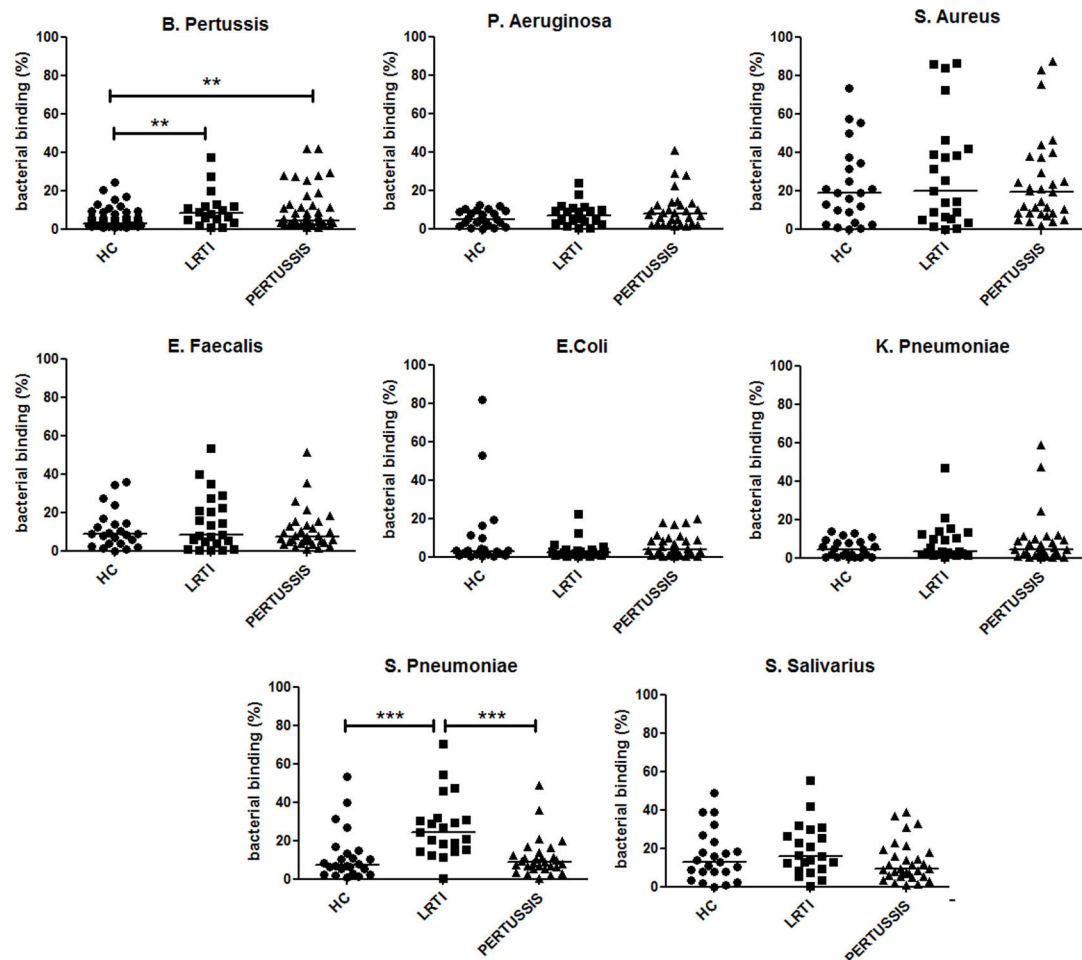 B. Pertussis
bacterial binding (%)
100
80
60
40
20
0
**
**
HC
LRTI
PERTUSSIS
P. Aeruginosa
bacterial binding (%)
100
80
60
40
20
0
HC
LRTI
PERTUSSIS
S. Aureus
bacterial binding (%)
100
80
60
40
20
0
HC
LRTI
PERTUSSIS
E. Faecalis
bacterial binding (%)
100
80
60
40
20
0
HC
LRTI
PERTUSSIS
E.Coli
bacterial binding (%)
100
80
60
40
20
0
HC
LRTI
PERTUSSIS
K. Pneumoniae
bacterial binding (%)
100
80
60
40
20
0
HC
LRTI
PERTUSSIS
S. Pneumoniae
bacterial binding (%)
100
80
60
40
20
0
***
***
HC
LRTI
PERTUSSIS
S. Salivarius
bacterial binding (%)
100
80
60
40
20
0
HC
LRTI
PERTUSSIS